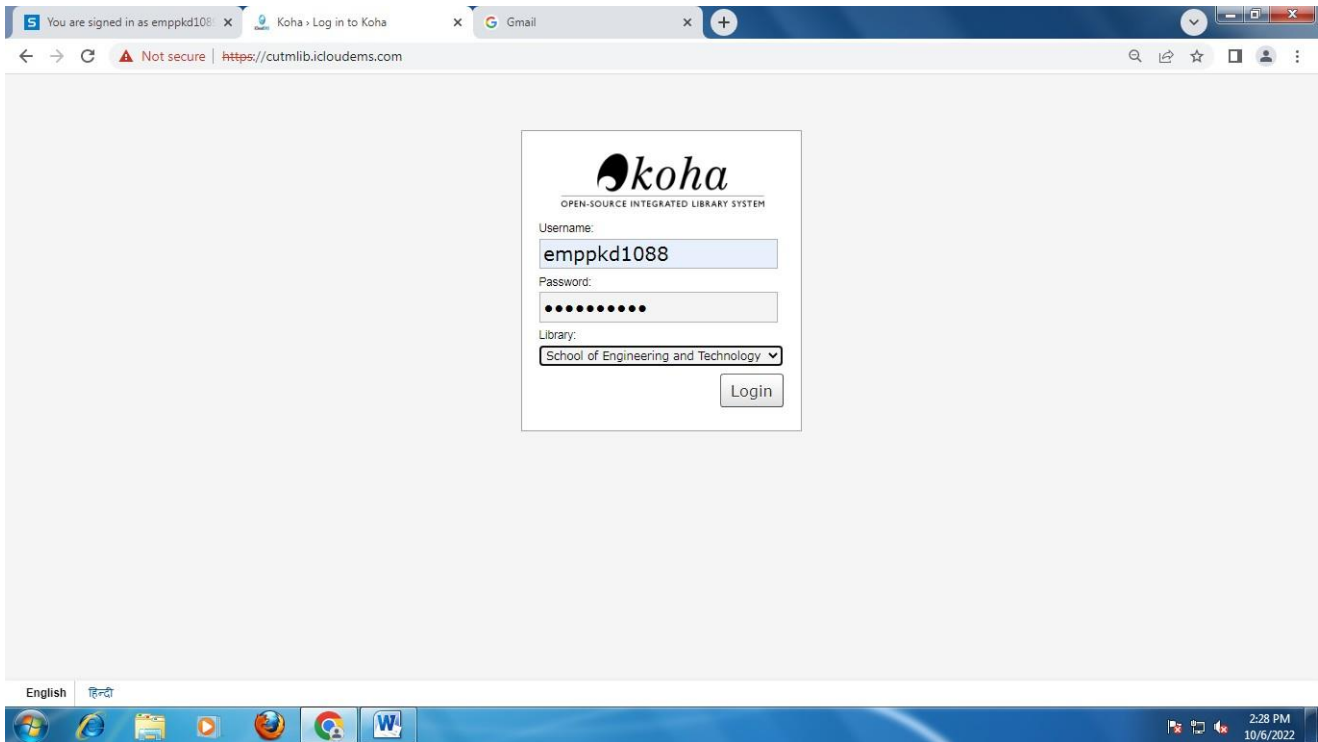 You are signed in as emppkd108
Koha › Log in to Koha
Gmail
Not secure
https://cutmlib.icloudems.com
koha
OPEN-SOURCE INTEGRATED LIBRARY SYSTEM
Username:
emppkd1088
Password:
••••••••••
Library:
School of Engineering and Technology
Login
English हिन्दी
2:28 PM
10/6/2022